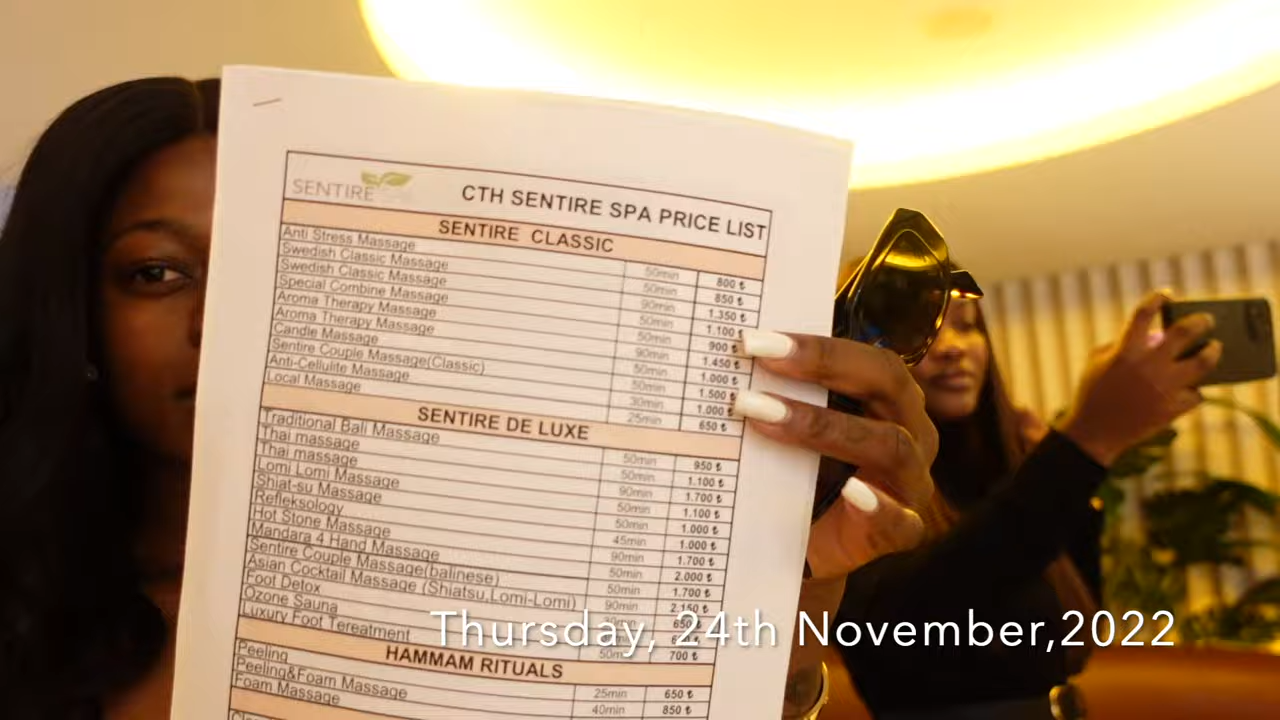 SENTIRE SPA
CTH SENTIRE SPA PRICE LIST
SENTIRE CLASSIC
Anti Stress Massage 50min 800 ₺
Swedish Classic Massage 50min 850 ₺
Swedish Classic Massage 90min 1.350 ₺
Special Combine Massage 50min 1.100 ₺
Aroma Therapy Massage 50min 900 ₺
Aroma Therapy Massage 90min 1.450 ₺
Candle Massage 50min 1.000 ₺
Sentire Couple Massage(Classic) 50min 1.500 ₺
Anti-Cellulite Massage 30min 1.000 ₺
Local Massage 25min 650 ₺
SENTIRE DE LUXE
Traditional Bali Massage 50min 950 ₺
Thai massage 50min 1.100 ₺
Thai massage 90min 1.700 ₺
Lomi Lomi Massage 50min 1.100 ₺
Shiat-su Massage 50min 1.000 ₺
Refleksology 45min 1.000 ₺
Hot Stone Massage 90min 1.700 ₺
Mandara 4 Hand Massage 50min 2.000 ₺
Sentire Couple Massage(balinese) 50min 1.700 ₺
Asian Cocktail Massage (Shiatsu,Lomi-Lomi) 90min 2.150 ₺
Foot Detox
Ozone Sauna
Luxury Foot Tereatment 50min 700 ₺
HAMMAM RITUALS
Peeling 25min 650 ₺
Peeling&Foam Massage 40min 850 ₺
Foam Massage
Thursday, 24th November,2022